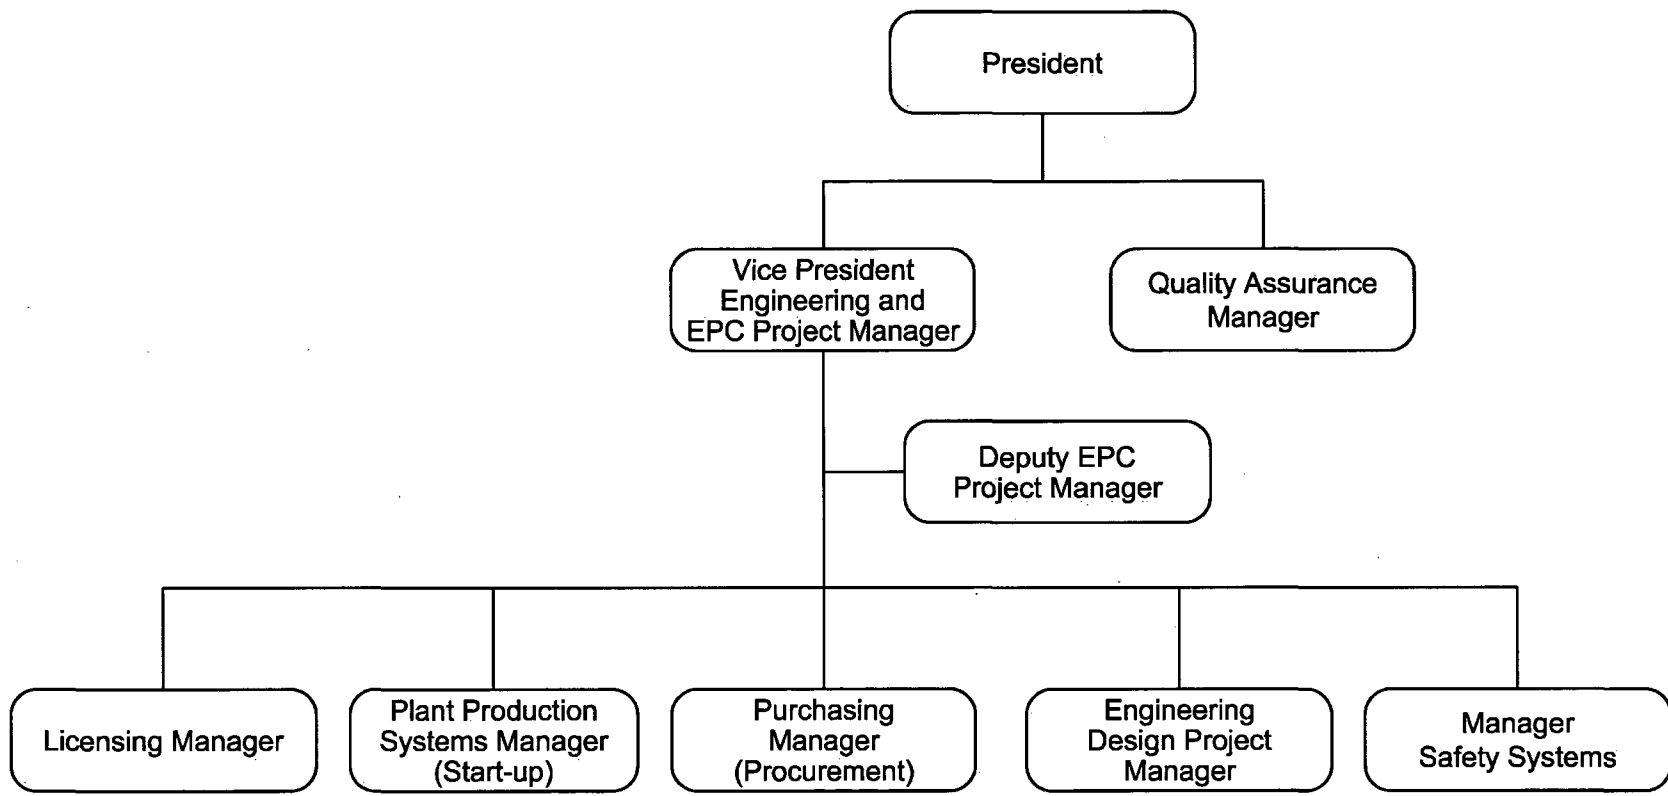 President
Vice President
Engineering and
EPC Project Manager
Quality Assurance
Manager
Deputy EPC
Project Manager
Licensing Manager
Plant Production
Systems Manager
(Start-up)
Purchasing
Manager
(Procurement)
Engineering
Design Project
Manager
Manager
Safety Systems